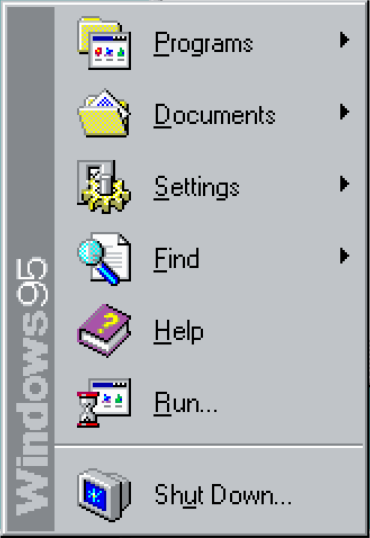 Programs
Documents
Settings
Find
Help
Run...
Shut Down...
Windows95